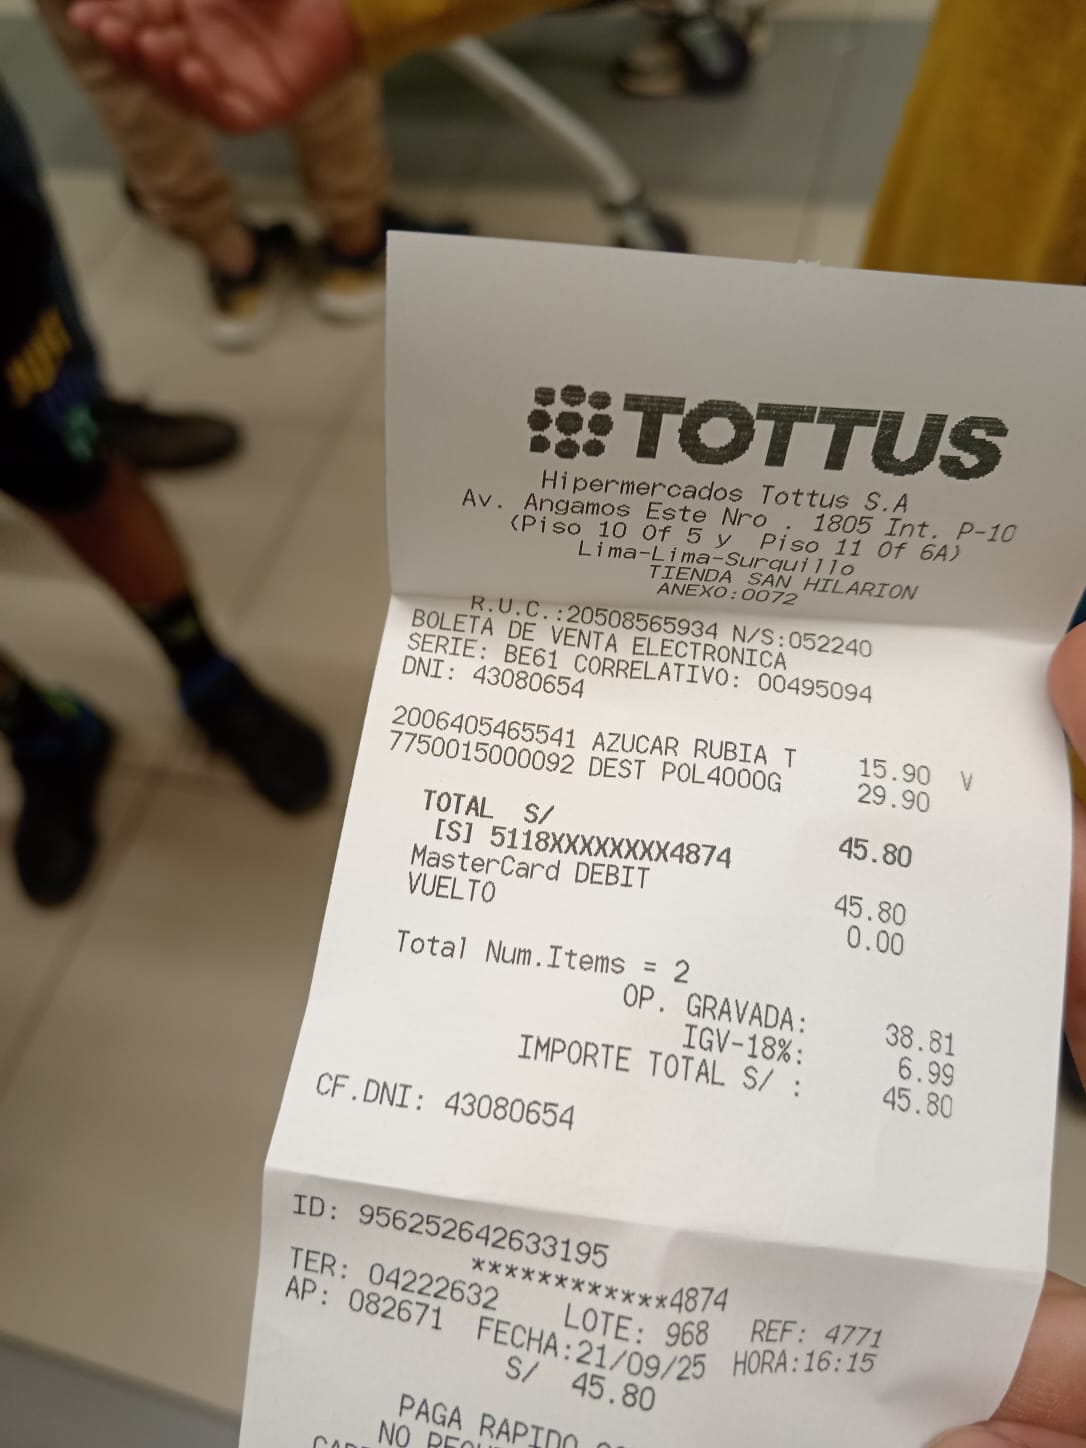 TOTTUS
Hipermercados Tottus S.A
Av. Angamos Este Nro . 1805 Int. P-10
(Piso 10 Of 5 y Piso 11 Of 6A)
Lima-Lima-Surquillo
TIENDA SAN HILARION
ANEXO:0072
R.U.C.:20508565934 N/S:052240
BOLETA DE VENTA ELECTRONICA
SERIE: BE61 CORRELATIVO: 00495094
DNI: 43080654
2006405465541 AZUCAR RUBIA T 15.90 V
7750015000092 DEST POL4000G 29.90
TOTAL S/ 45.80
[S] 5118XXXXXXXX4874
MasterCard DEBIT 45.80
VUELTO 0.00
Total Num.Items = 2
OP. GRAVADA: 38.81
IGV-18%: 6.99
IMPORTE TOTAL S/ : 45.80
CF.DNI: 43080654
ID: 956252642633195
************4874
TER: 04222632 LOTE: 968 REF: 4771
AP: 082671 FECHA:21/09/25 HORA:16:15
S/ 45.80
PAGA RAPIDO
NO